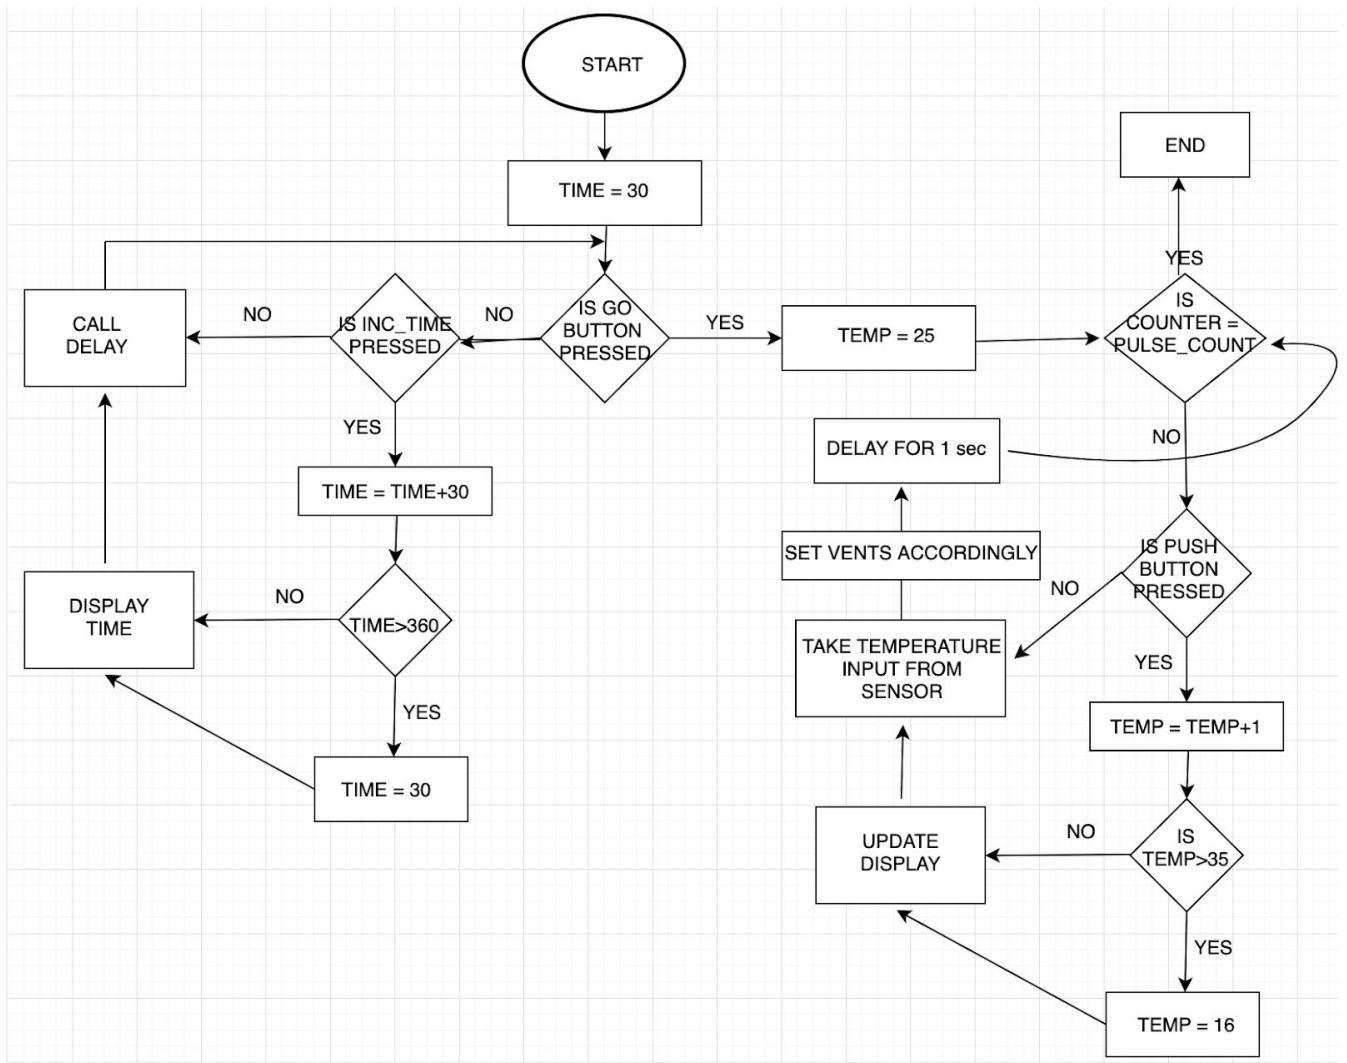 START
TIME = 30
END
YES
IS
COUNTER =
PULSE_COUNT
IS GO
BUTTON
PRESSED
NO
YES
IS INC_TIME
PRESSED
NO
CALL
DELAY
TEMP = 25
YES
TIME = TIME+30
NO
DELAY FOR 1 sec
SET VENTS ACCORDINGLY
IS PUSH
BUTTON
PRESSED
NO
YES
TIME>360
NO
DISPLAY
TIME
YES
TIME = 30
TAKE TEMPERATURE
INPUT FROM
SENSOR
TEMP = TEMP+1
IS
TEMP>35
NO
UPDATE
DISPLAY
YES
TEMP = 16